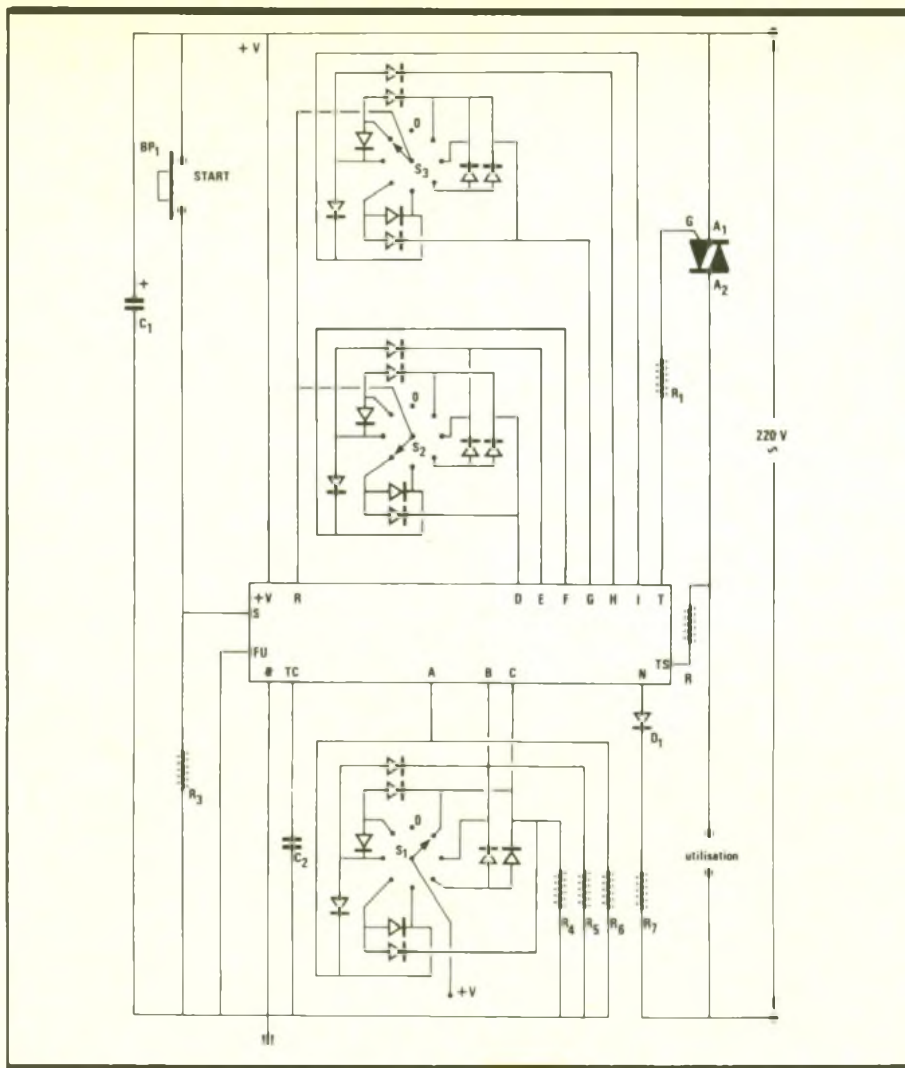 + V
BP1
START
+
C1
0
S3
G
A1
A2
R1
220 V
0
S2
+V
R
D
E
F
G
H
I
T
S
FU
TC
A
B
C
N
TS
R
D1
R3
C2
0
S1
+V
R4
R5
R6
R7
utilisation